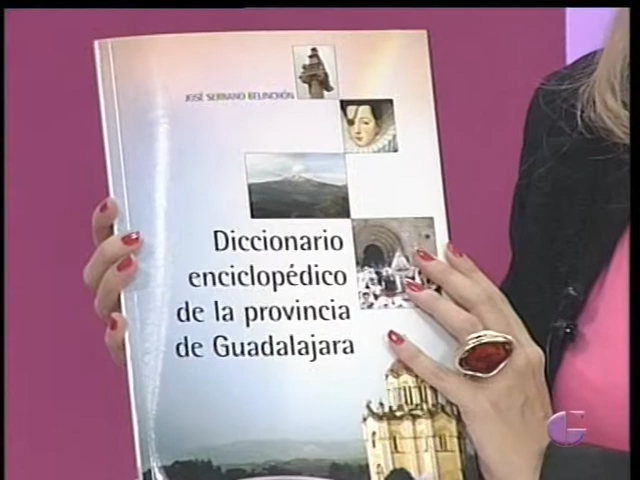 JOSÉ SERRANO BELINCHÓN
Diccionario
enciclopédico
de la provincia
de Guadalajara